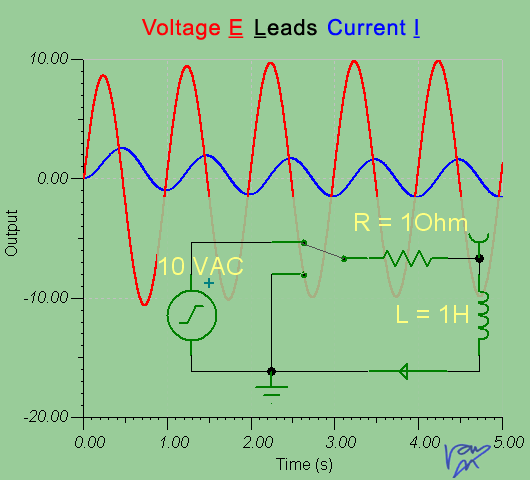 Voltage E Leads Current I
10.00
0.00
-10.00
-20.00
Output
R = 1Ohm
10 VAC
+
L = 1H
0.00 1.00 2.00 3.00 4.00 5.00
Time (s)